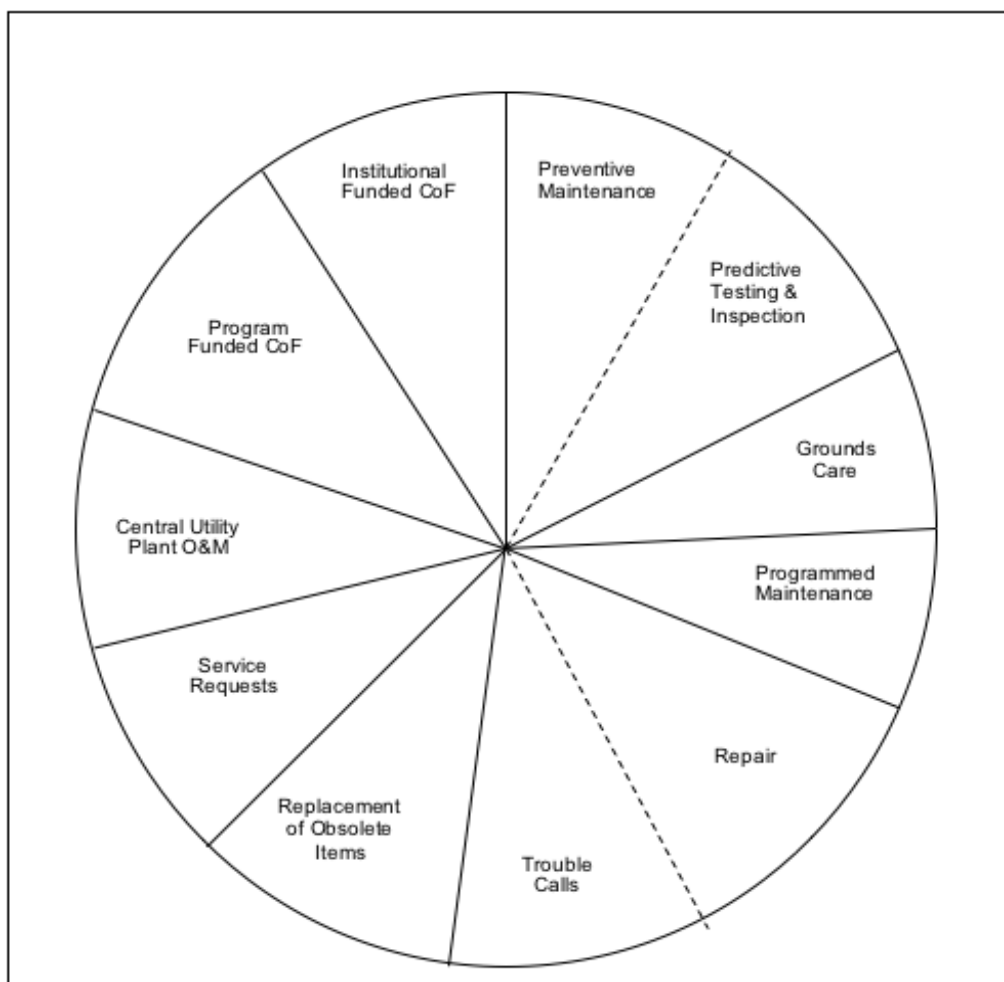 Institutional
Funded CoF
Preventive
Maintenance
Predictive
Testing &
Inspection
Program
Funded CoF
Grounds
Care
Central Utility
Plant O&M
Programmed
Maintenance
Service
Requests
Repair
Replacement
of Obsolete
Items
Trouble
Calls